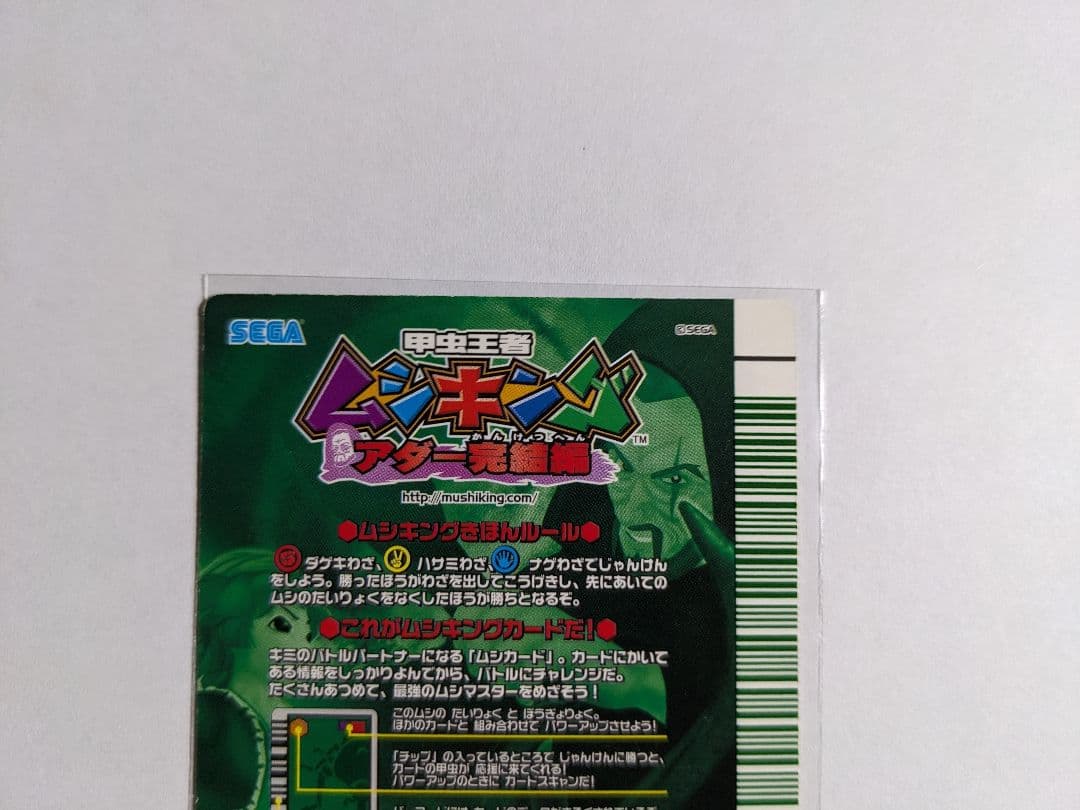 SEGA
©SEGA
甲虫王者
ムシキング
TM
かん けつ へん
アダー完結編
http://mushiking.com/
ムシキングきほんルール
ダゲキわざ、 ハサミわざ、 ナゲわざでじゃんけん
をしよう。勝ったほうがわざを出してこうげきし、先にあいての
ムシのたいりょくをなくしたほうが勝ちとなるぞ。
これがムシキングカードだ!
キミのバトルパートナーになる「ムシカード」。カードにかいて
ある情報をしっかりよんでから、バトルにチャレンジだ。
たくさんあつめて、最強のムシマスターをめざそう!
このムシの たいりょく と ぼうぎょりょく。
ほかのカードと 組み合わせて パワーアップさせよう!
「チップ」の入っているところで じゃんけんに勝つと、
カードの甲虫が 応援に来てくれる!
パワーアップのときに カードスキャンだ!